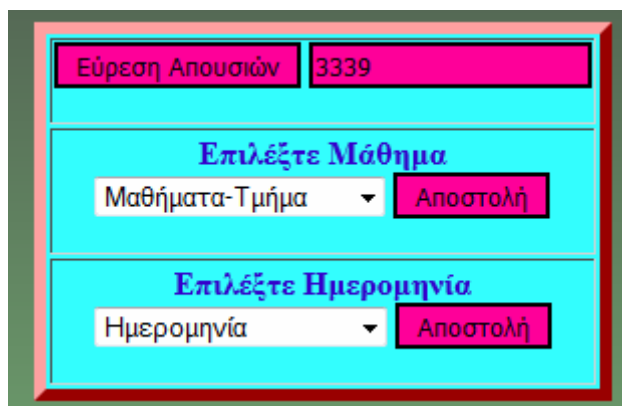 Εύρεση Απουσιών 3339
Επιλέξτε Μάθημα
Μαθήματα-Τμήμα Αποστολή
Επιλέξτε Ημερομηνία
Ημερομηνία Αποστολή